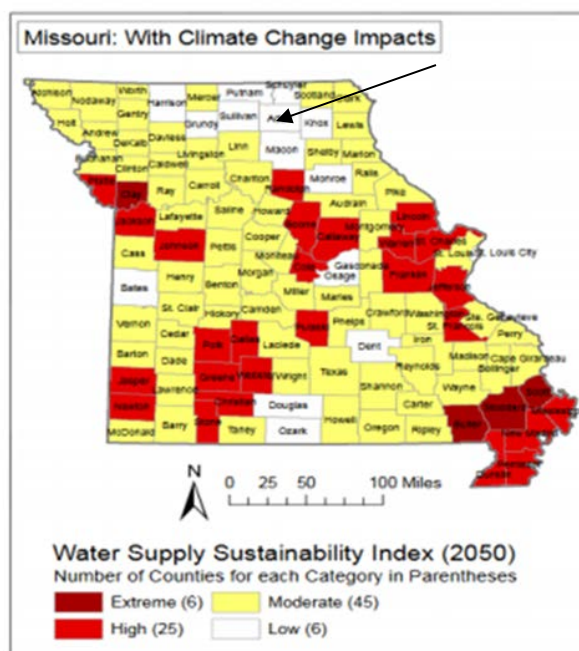 Missouri: With Climate Change Impacts
Putnam Scotland
Nodaway Worth Harrison Mercer
Holt Gentry Grundy Sullivan Knox Lewis
Andrew DeKalb Daviess Linn Macon Shelby Marion
Clinton Caldwell Livingston
Ray Carroll Chariton Monroe Ralls Pike
Clay Audrain
Jackson Lafayette Saline Howard Montgomery Lincoln
Johnson Pettis Cooper Callaway Warren St. Charles
Cass Moniteau Cole Gasconade Franklin St. Louis St. Louis City
Bates Henry Benton Morgan Osage Jefferson
Miller Maries
St. Clair Hickory Camden Crawford Washington Ste. Genevieve
Vernon Cedar Pulaski Phelps St. Francois Perry
Barton Dade Polk Dallas Laclede Dent Iron Madison Cape Girardeau
Jasper Greene Webster Wright Texas Reynolds Bollinger
Lawrence Shannon Wayne
Newton Christian Douglas Carter
McDonald Barry Stone Taney Ozark Howell Oregon Ripley Butler
N
0 25 50 100 Miles
Water Supply Sustainability Index (2050)
Number of Counties for each Category in Parentheses
Extreme (6) Moderate (45)
High (25) Low (6)